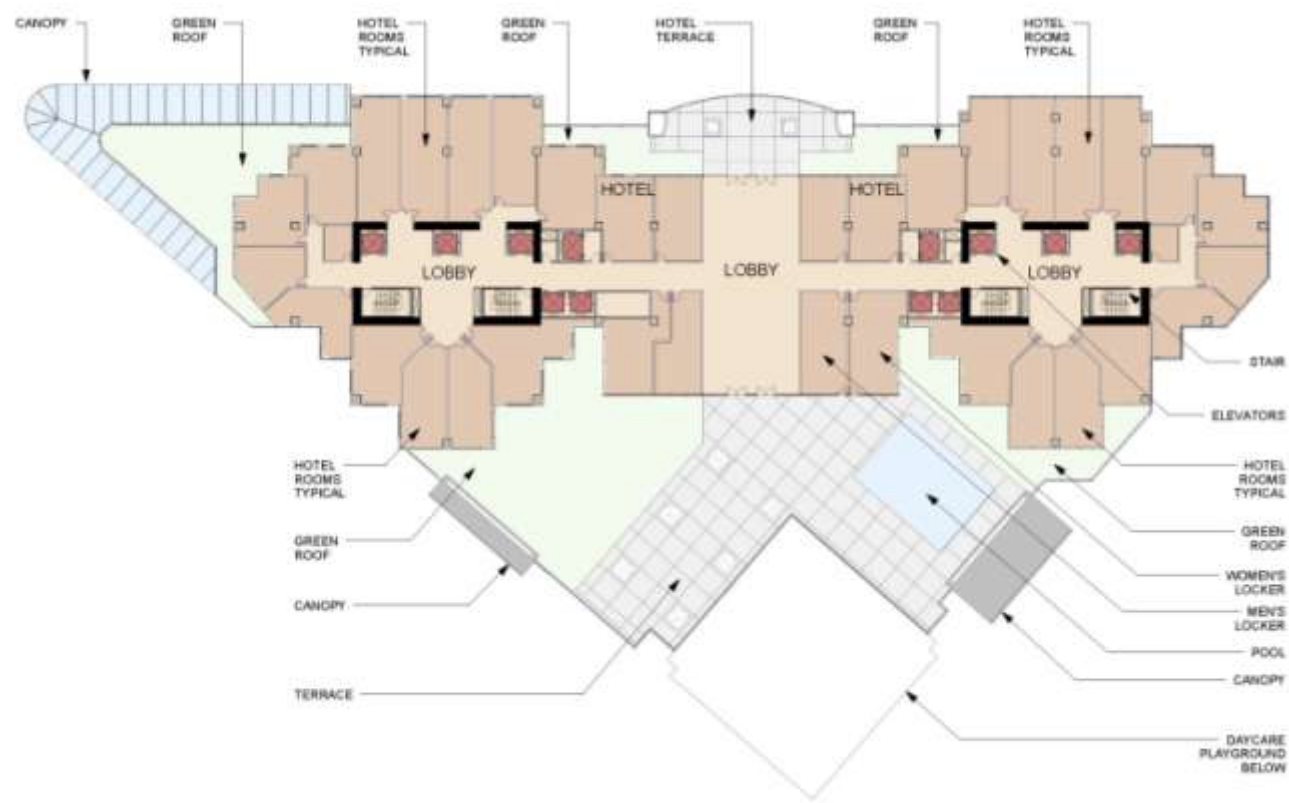 CANOPY
GREEN
ROOF
HOTEL
ROOMS
TYPICAL
GREEN
ROOF
HOTEL
TERRACE
GREEN
ROOF
HOTEL
ROOMS
TYPICAL
HOTEL
HOTEL
LOBBY
LOBBY
LOBBY
STAIR
ELEVATORS
HOTEL
ROOMS
TYPICAL
GREEN
ROOF
CANOPY
TERRACE
HOTEL
ROOMS
TYPICAL
GREEN
ROOF
WOMEN'S
LOCKER
MEN'S
LOCKER
POOL
CANOPY
DAYCARE
PLAYGROUND
BELOW